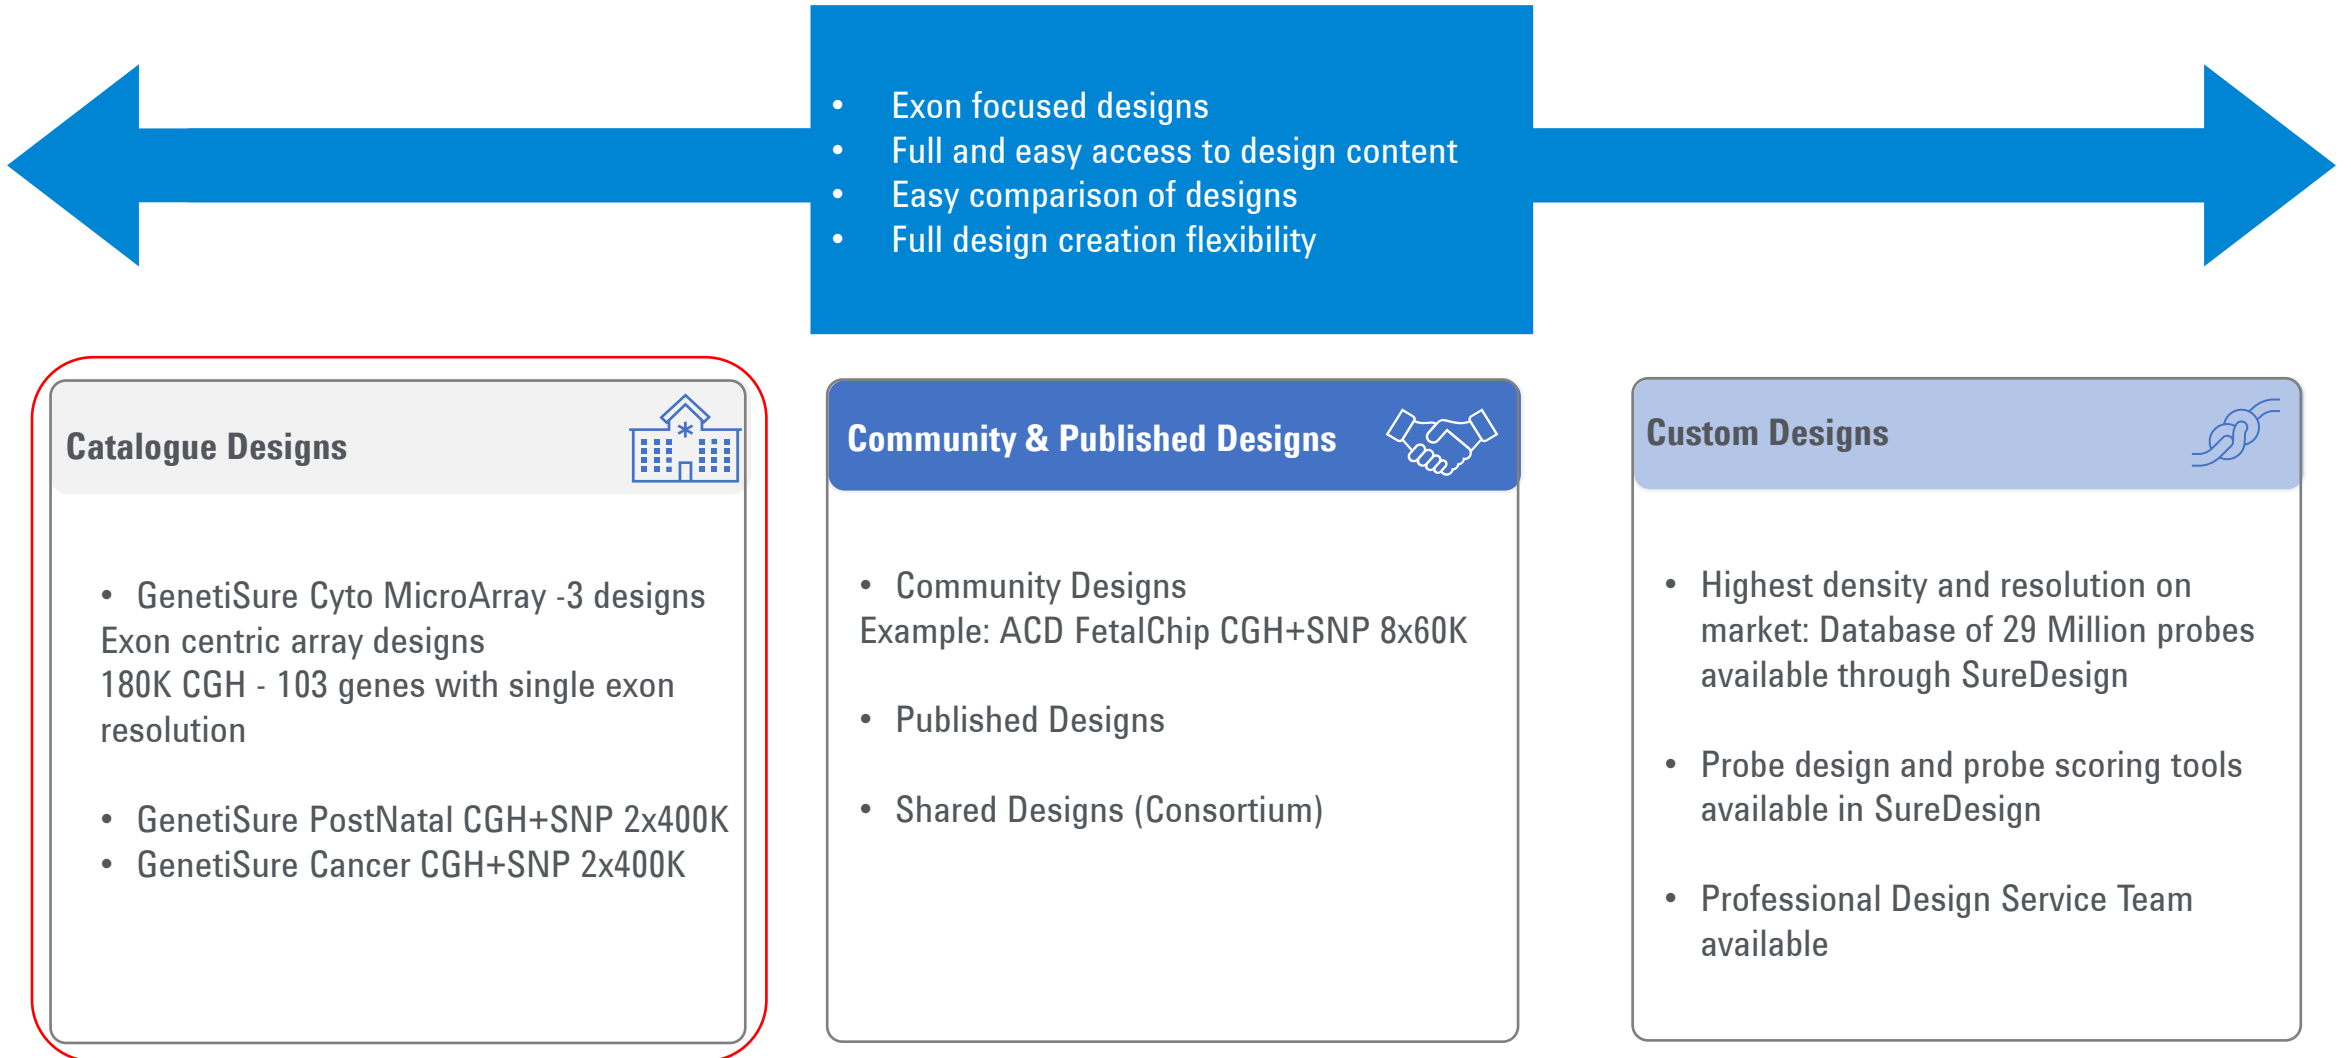 • Exon focused designs
• Full and easy access to design content
• Easy comparison of designs
• Full design creation flexibility
Catalogue Designs
• GenetiSure Cyto MicroArray -3 designs
Exon centric array designs
180K CGH - 103 genes with single exon
resolution
• GenetiSure PostNatal CGH+SNP 2x400K
• GenetiSure Cancer CGH+SNP 2x400K
Community & Published Designs
• Community Designs
Example: ACD FetalChip CGH+SNP 8x60K
• Published Designs
• Shared Designs (Consortium)
Custom Designs
• Highest density and resolution on
market: Database of 29 Million probes
available through SureDesign
• Probe design and probe scoring tools
available in SureDesign
• Professional Design Service Team
available